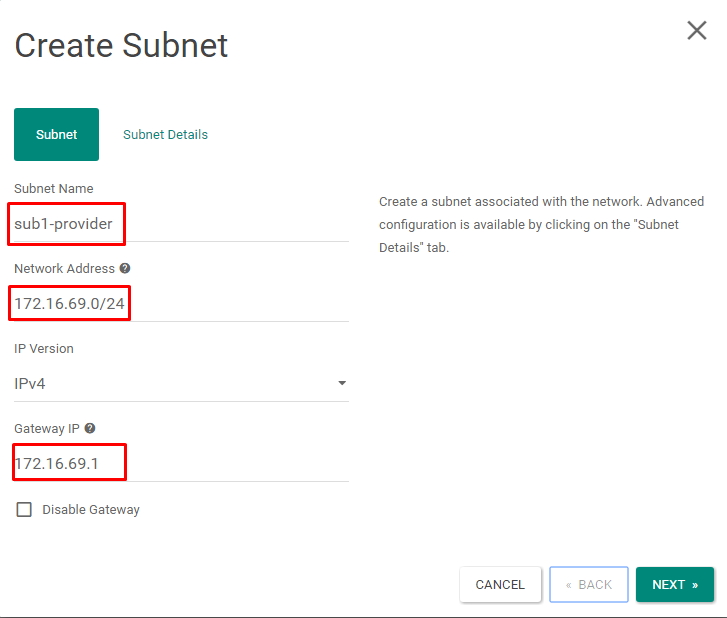 Create Subnet
Subnet
Subnet Details
Subnet Name
sub1-provider
Create a subnet associated with the network. Advanced
configuration is available by clicking on the "Subnet
Details" tab.
Network Address
172.16.69.0/24
IP Version
IPv4
Gateway IP
172.16.69.1
Disable Gateway
CANCEL
« BACK
NEXT »